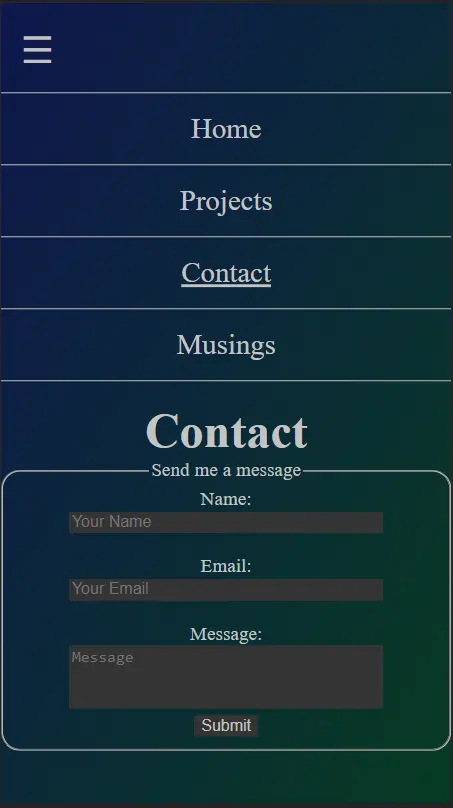 Home
Projects
Contact
Musings
Contact
Send me a message
Name:
Your Name
Email:
Your Email
Message:
Message
Submit